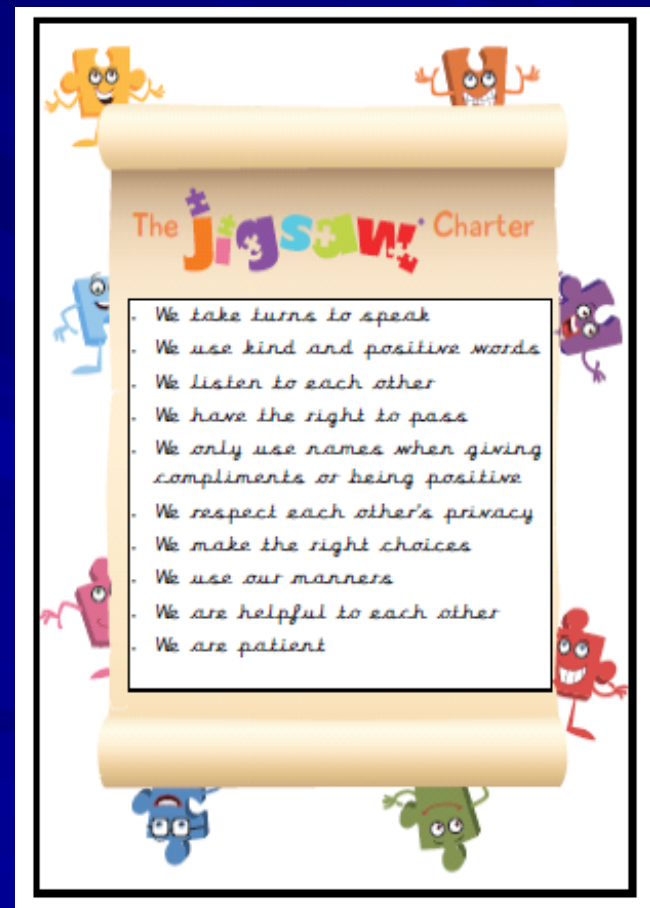 The jigsaw Charter
. We take turns to speak
. We use kind and positive words
. We listen to each other
. We have the right to pass
. We only use names when giving
compliments or being positive
. We respect each other's privacy
. We make the right choices
. We use our manners
. We are helpful to each other
. We are patient